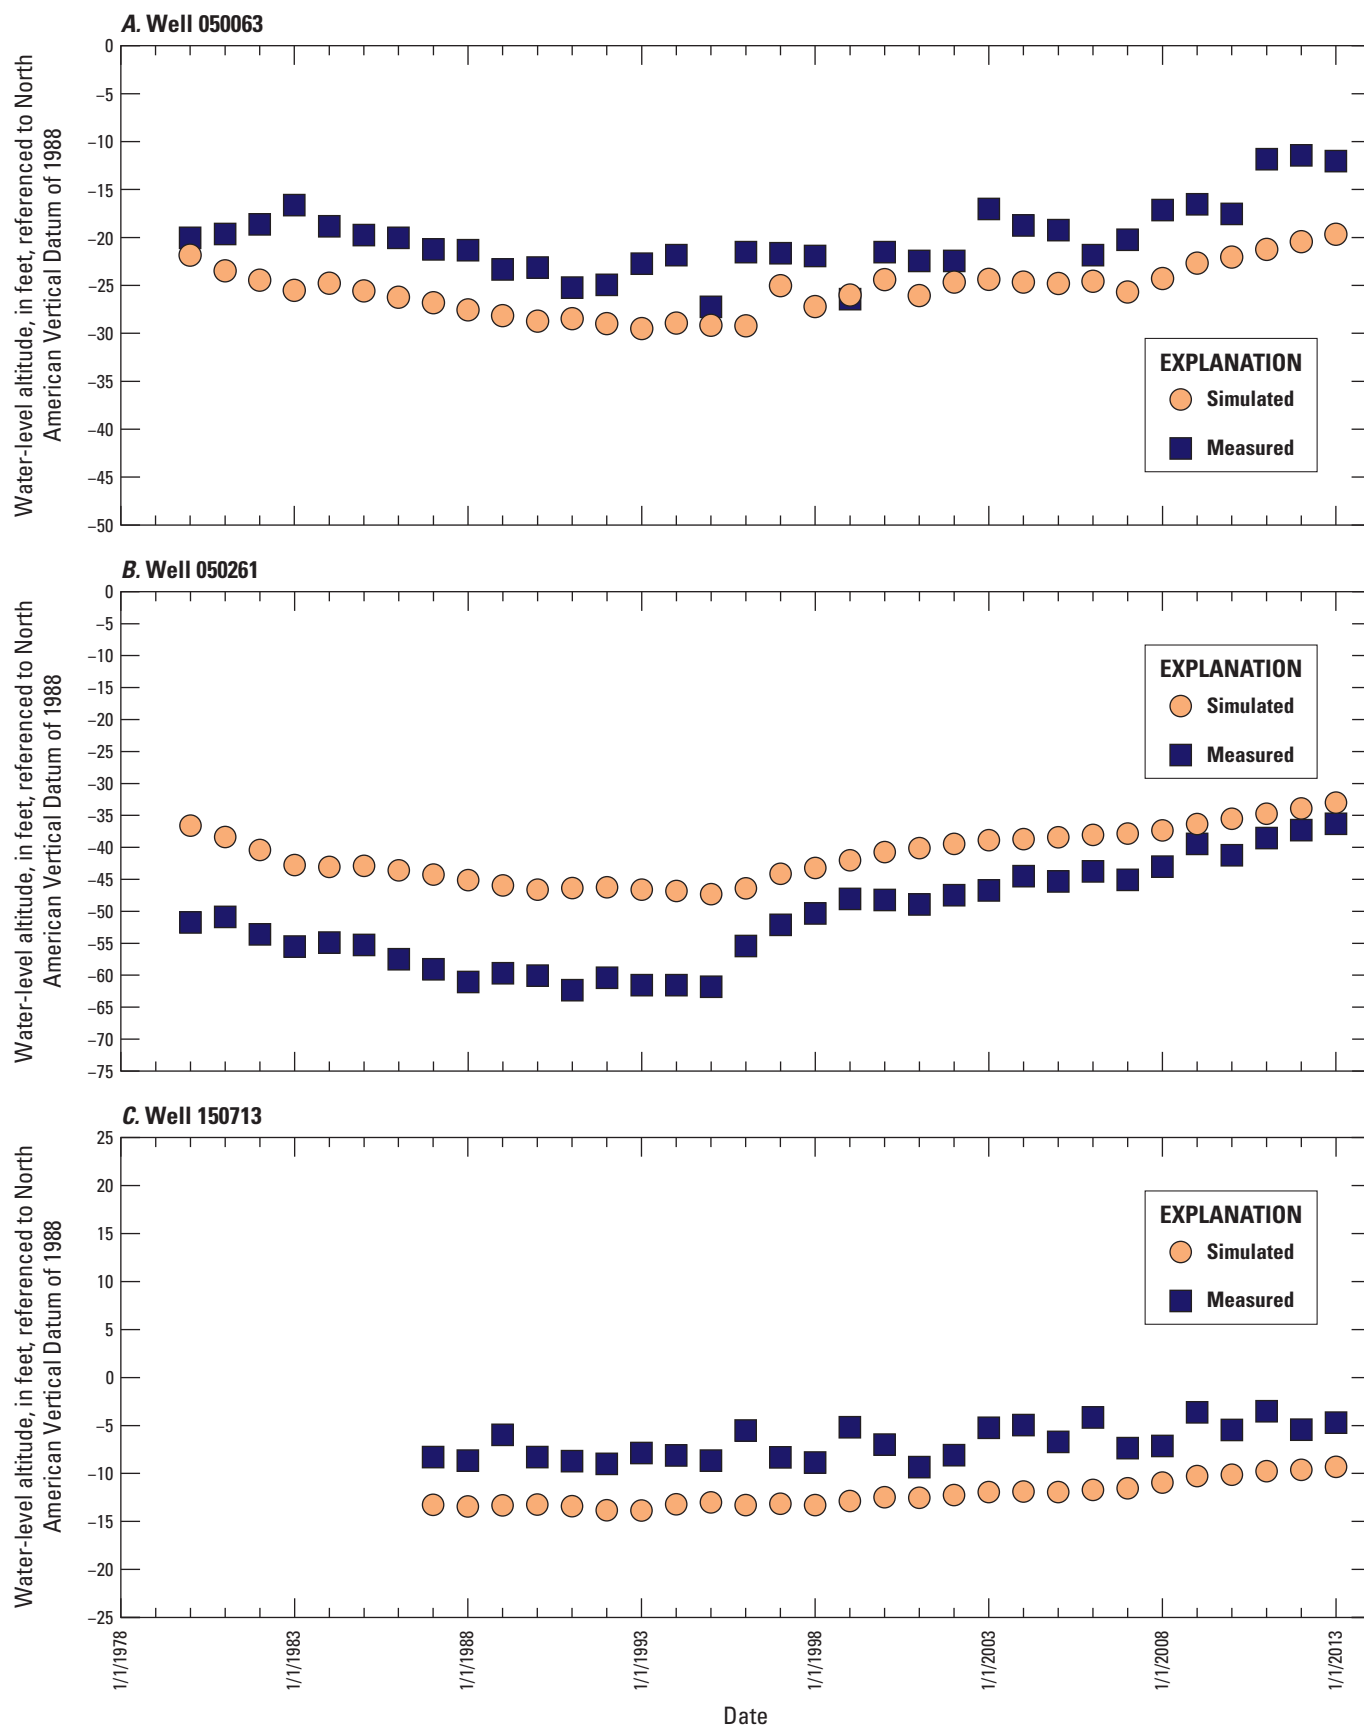 A. Well 050063
Water-level altitude, in feet, referenced to North
American Vertical Datum of 1988
0
–5
–10
–15
–20
–25
–30
–35
–40
–45
–50
EXPLANATION
Simulated
Measured
B. Well 050261
Water-level altitude, in feet, referenced to North
American Vertical Datum of 1988
0
–5
–10
–15
–20
–25
–30
–35
–40
–45
–50
–55
–60
–65
–70
–75
EXPLANATION
Simulated
Measured
C. Well 150713
Water-level altitude, in feet, referenced to North
American Vertical Datum of 1988
25
20
15
10
5
0
–5
–10
–15
–20
–25
EXPLANATION
Simulated
Measured
1/1/1978
1/1/1983
1/1/1988
1/1/1993
1/1/1998
1/1/2003
1/1/2008
1/1/2013
Date